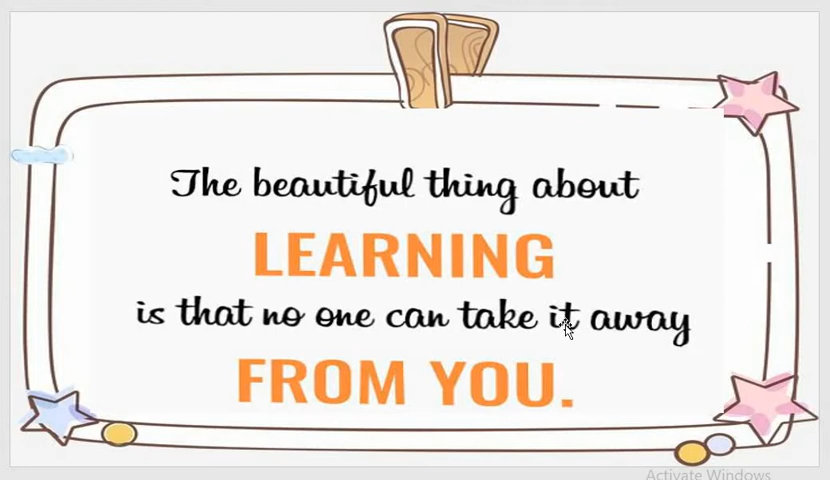 The beautiful thing about
LEARNING
is that no one can take it away
FROM YOU.
Activate Windows